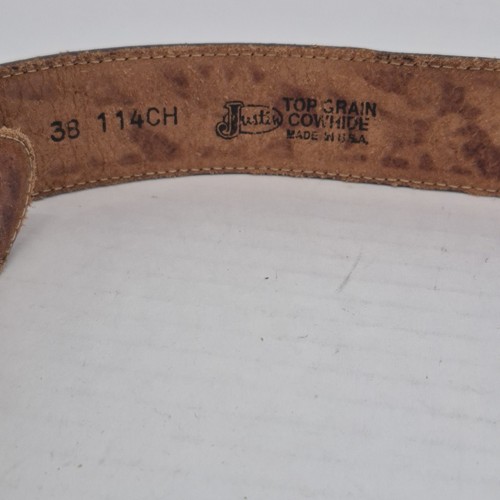 38 114CH
Justin
TOP GRAIN
COWHIDE
MADE IN U.S.A.